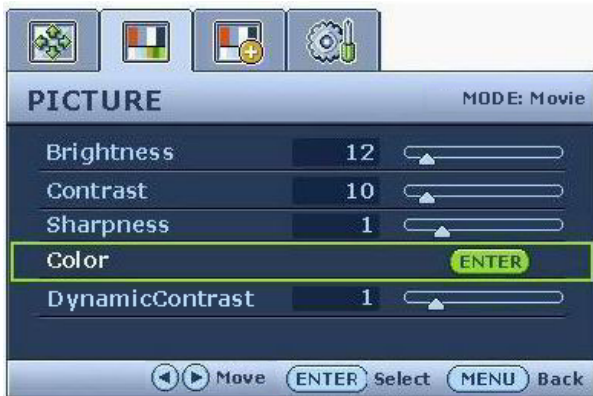 PICTURE MODE: Movie
Brightness 12
Contrast 10
Sharpness 1
Color ENTER
DynamicContrast 1
Move ENTER Select MENU Back